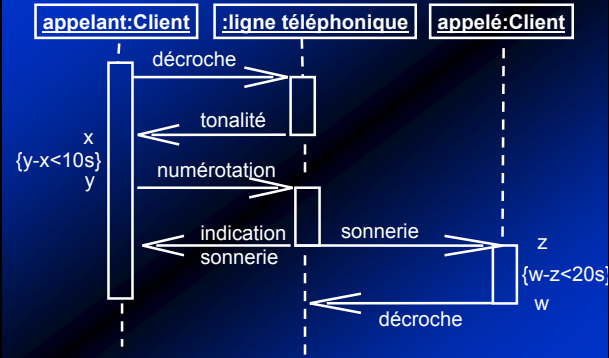 appelant:Client
:ligne téléphonique
appelé:Client
décroche
tonalité
x
{y-x<10s}
y
numérotation
indication
sonnerie
sonnerie
z
{w-z<20s}
w
décroche